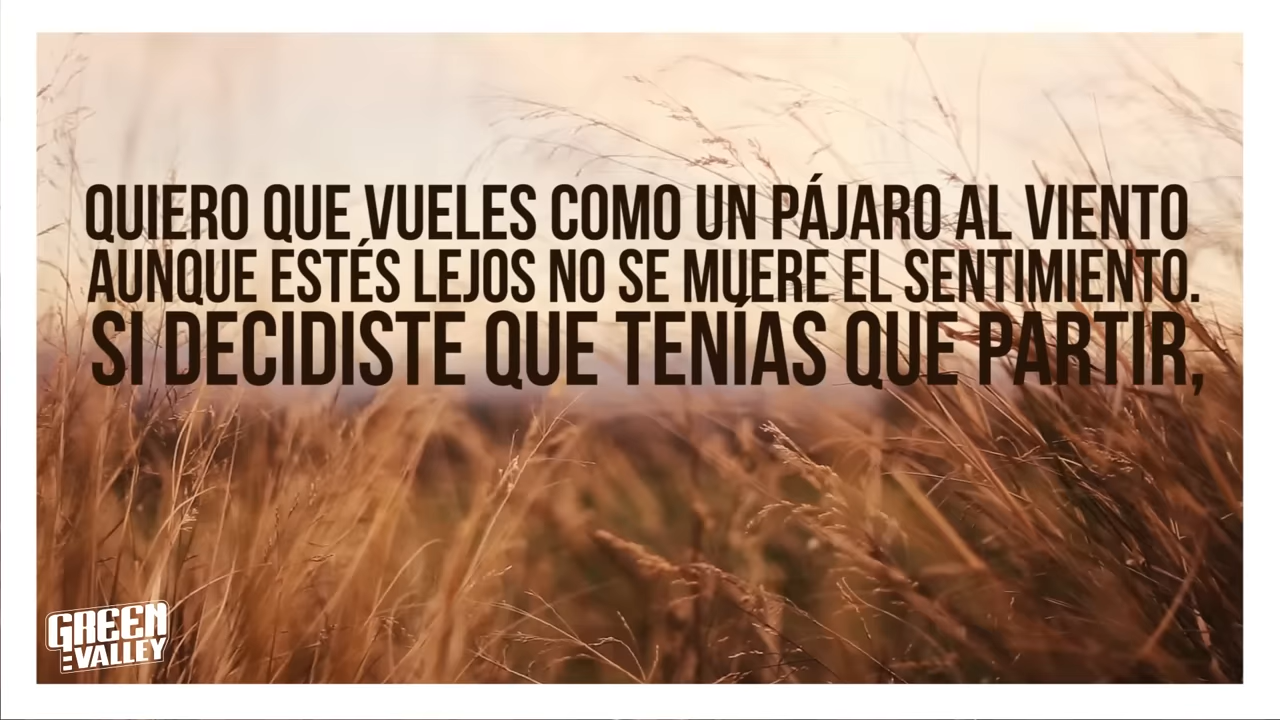 QUIERO QUE VUELES COMO UN PÁJARO AL VIENTO
AUNQUE ESTÉS LEJOS NO SE MUERE EL SENTIMIENTO.
SI DECIDISTE QUE TENÍAS QUE PARTIR,
GREEN
VALLEY